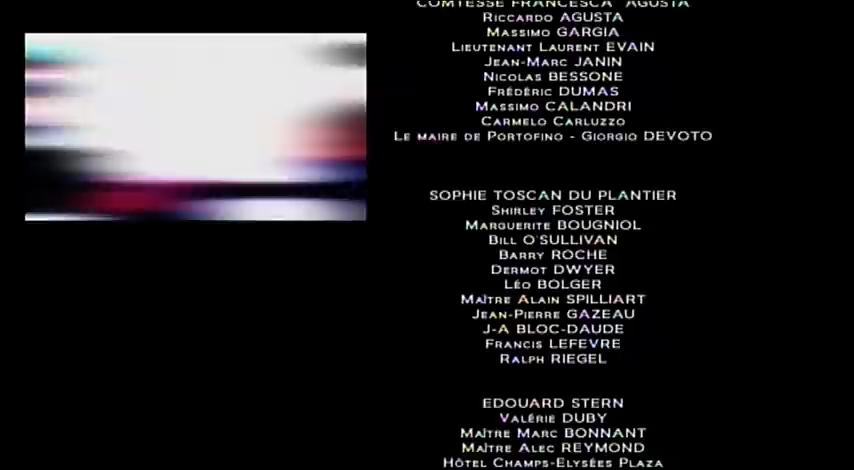 COMTESSE FRANCESCA AGUSTA
RICCARDO AGUSTA
MASSIMO GARGIA
LIEUTENANT LAURENT EVAIN
JEAN-MARC JANIN
NICOLAS BESSONE
FRÉDÉRIC DUMAS
MASSIMO CALANDRI
CARMELO CARLUZZO
LE MAIRE DE PORTOFINO - GIORGIO DEVOTO
SOPHIE TOSCAN DU PLANTIER
SHIRLEY FOSTER
MARGUERITE BOUGNIOL
BILL O'SULLIVAN
BARRY ROCHE
DERMOT DWYER
LÉO BOLGER
MAÎTRE ALAIN SPILLIART
JEAN-PIERRE GAZEAU
J-A BLOC-DAUDE
FRANCIS LEFEVRE
RALPH RIEGEL
EDOUARD STERN
VALÉRIE DUBY
MAÎTRE MARC BONNANT
MAÎTRE ALEC REYMOND
HÔTEL CHAMPS-ELYSÉES PLAZA